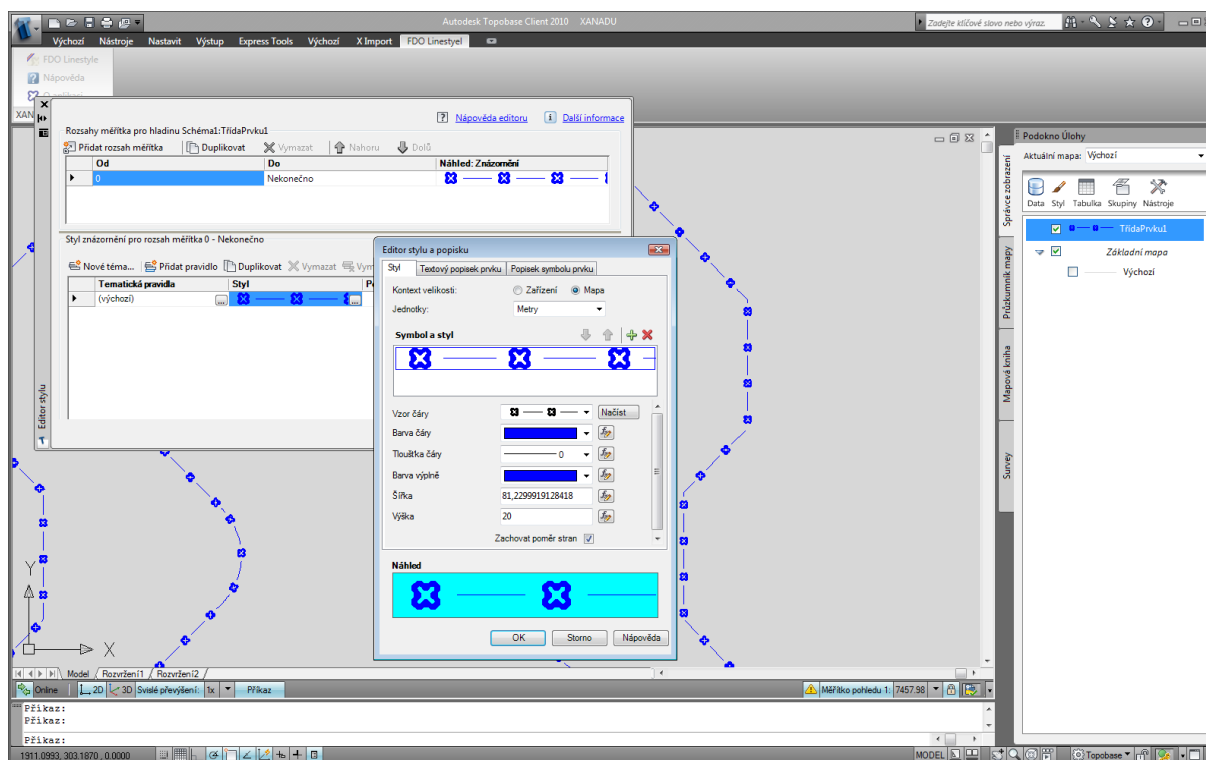 Autodesk Topobase Client 2010 XANADU
Zadejte klíčové slovo nebo výraz.
Výchozí Nástroje Nastavit Výstup Express Tools Výchozí X Import FDO Linestyel
FDO Linestyle
Nápověda
XAN
Nápověda editoru Další informace
Rozsahy měřítka pro hladinu Schéma1:TřídaPrvku1
Přidat rozsah měřítka Duplikovat Vymazat Nahoru Dolů
Od Do Náhled: Znázornění
0 Nekonečno
Styl znázornění pro rozsah měřítka 0 - Nekonečno
Nové téma... Přidat pravidlo Duplikovat Vymazat Vym
Tematická pravidla Styl
(výchozí) ... ...
Editor stylu
Editor stylu a popisku
Styl Textový popisek prvku Popisek symbolu prvku
Kontext velikosti: Zařízení Mapa
Jednotky: Metry
Symbol a styl
Vzor čáry Načíst
Barva čáry
Tloušťka čáry 0
Barva výplně
Šířka 81,2299919128418
Výška 20
Zachovat poměr stran
Náhled
OK Storno Nápověda
Podokno Úlohy
Aktuální mapa: Výchozí
Data Styl Tabulka Skupiny Nástroje
TřídaPrvku1
Základní mapa
Výchozí
Správce zobrazení
Průzkumník mapy
Mapová kniha
Survey
Y
X
Model Rozvržení1 Rozvržení2
Online 2D 3D Svislé převýšení: 1x Příkaz
Měřítko pohledu 1: 7457.98
Příkaz:
Příkaz:
Příkaz:
1911.0993, 303.1870 , 0.0000
MODEL
Topobase